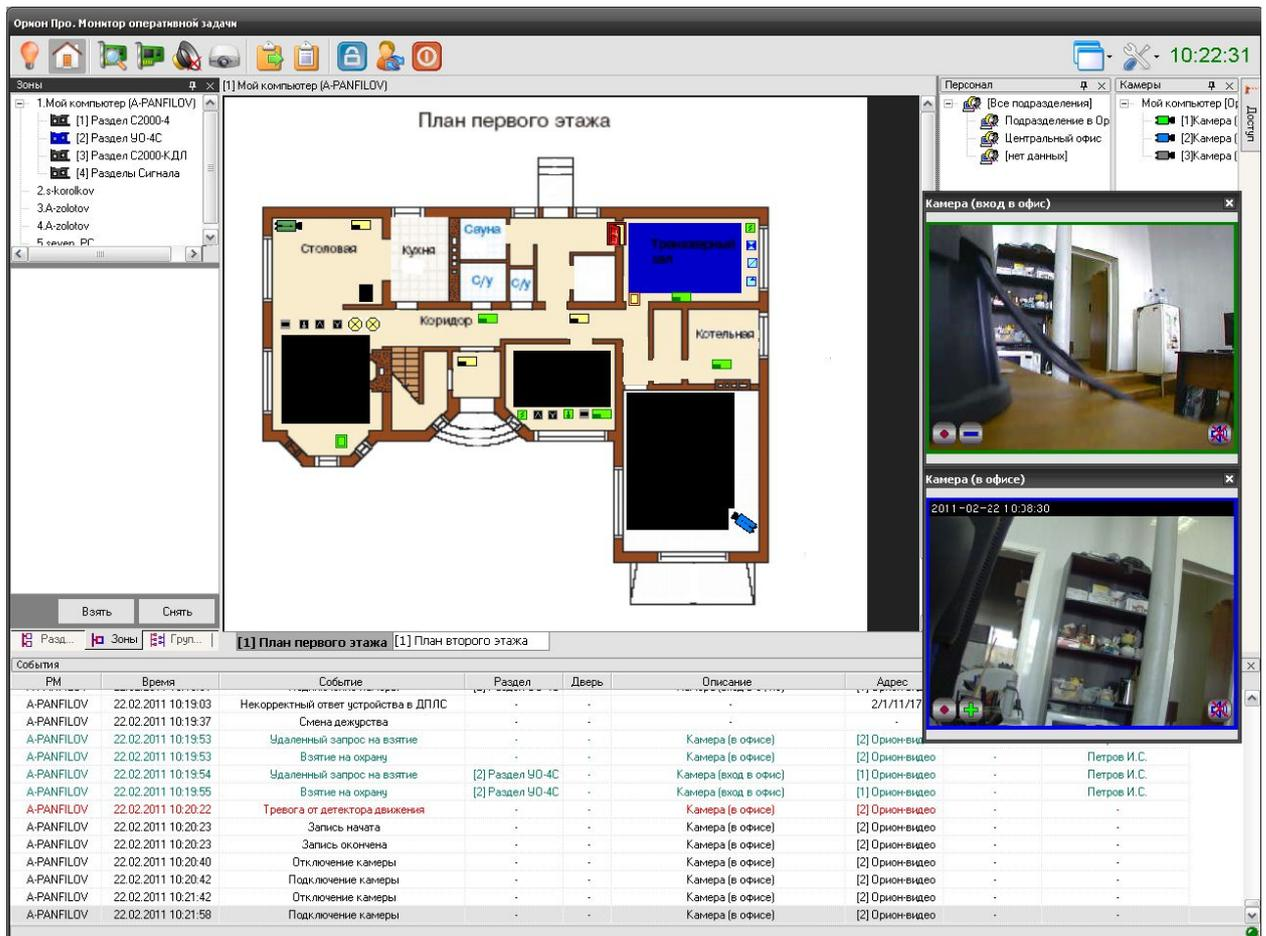 Орион Про. Монитор оперативной задачи
10:22:31
Зоны
[1] Мой компьютер (A-PANFILOV)
Персонал
Камеры
1.Мой компьютер (A-PANFILOV)
[1] Раздел С2000-4
[2] Раздел УО-4С
[3] Раздел С2000-КДЛ
[4] Разделы Сигнала
2.s-korolkov
3.A-zolotov
4.A-zolotov
5.seven_PC
[Все подразделения]
Подразделение в Ор
Центральный офис
[нет данных]
Мой компьютер [Ор
[1]Камера (
[2]Камера (
[3]Камера (
Доступ
План первого этажа
Столовая
Кухня
Сауна
С/у
С/у
Тренажерный
зал
Коридор
Котельная
Камера (вход в офис)
Камера (в офисе)
2011-02-22 10:08:30
Взять
Снять
Разд...
Зоны
Груп...
[1] План первого этажа
[1] План второго этажа
События
РМ Время Событие Раздел Дверь Описание Адрес
A-PANFILOV 22.02.2011 10:19:03 Некорректный ответ устройства в ДПЛС - - - 2/1/11/17
A-PANFILOV 22.02.2011 10:19:37 Смена дежурства - - - -
A-PANFILOV 22.02.2011 10:19:53 Удаленный запрос на взятие - - Камера (в офисе) [2] Орион-вид
A-PANFILOV 22.02.2011 10:19:53 Взятие на охрану - - Камера (в офисе) [2] Орион-видео - Петров И.С.
A-PANFILOV 22.02.2011 10:19:54 Удаленный запрос на взятие [2] Раздел УО-4С - Камера (вход в офис) [1] Орион-видео - Петров И.С.
A-PANFILOV 22.02.2011 10:19:55 Взятие на охрану [2] Раздел УО-4С - Камера (вход в офис) [1] Орион-видео - Петров И.С.
A-PANFILOV 22.02.2011 10:20:22 Тревога от детектора движения - - Камера (в офисе) [2] Орион-видео - -
A-PANFILOV 22.02.2011 10:20:23 Запись начата - - Камера (в офисе) [2] Орион-видео - -
A-PANFILOV 22.02.2011 10:20:23 Запись окончена - - Камера (в офисе) [2] Орион-видео - -
A-PANFILOV 22.02.2011 10:20:40 Отключение камеры - - Камера (в офисе) [2] Орион-видео - -
A-PANFILOV 22.02.2011 10:20:42 Подключение камеры - - Камера (в офисе) [2] Орион-видео - -
A-PANFILOV 22.02.2011 10:21:42 Отключение камеры - - Камера (в офисе) [2] Орион-видео - -
A-PANFILOV 22.02.2011 10:21:58 Подключение камеры - - Камера (в офисе) [2] Орион-видео - -